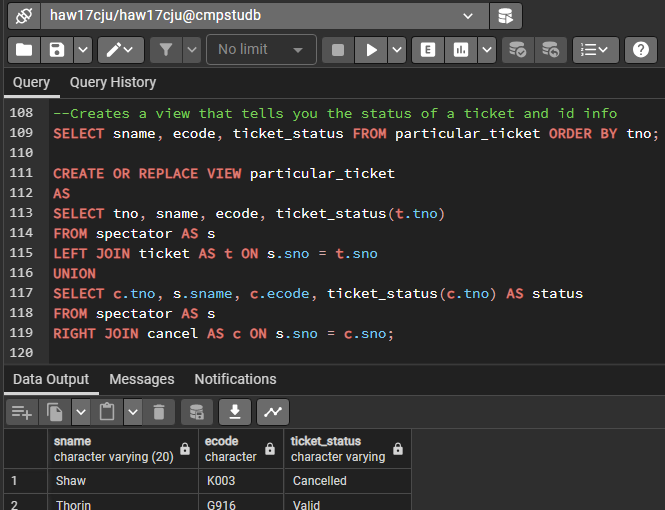 haw17cju/haw17cju@cmpstudb
No limit
E
Query Query History
108 --Creates a view that tells you the status of a ticket and id info
109 SELECT sname, ecode, ticket_status FROM particular_ticket ORDER BY tno;
110
111 CREATE OR REPLACE VIEW particular_ticket
112 AS
113 SELECT tno, sname, ecode, ticket_status(t.tno)
114 FROM spectator AS s
115 LEFT JOIN ticket AS t ON s.sno = t.sno
116 UNION
117 SELECT c.tno, s.sname, c.ecode, ticket_status(c.tno) AS status
118 FROM spectator AS s
119 RIGHT JOIN cancel AS c ON s.sno = c.sno;
120
Data Output Messages Notifications
sname ecode ticket_status
character varying (20) character character varying
1 Shaw K003 Cancelled
2 Thorin G916 Valid